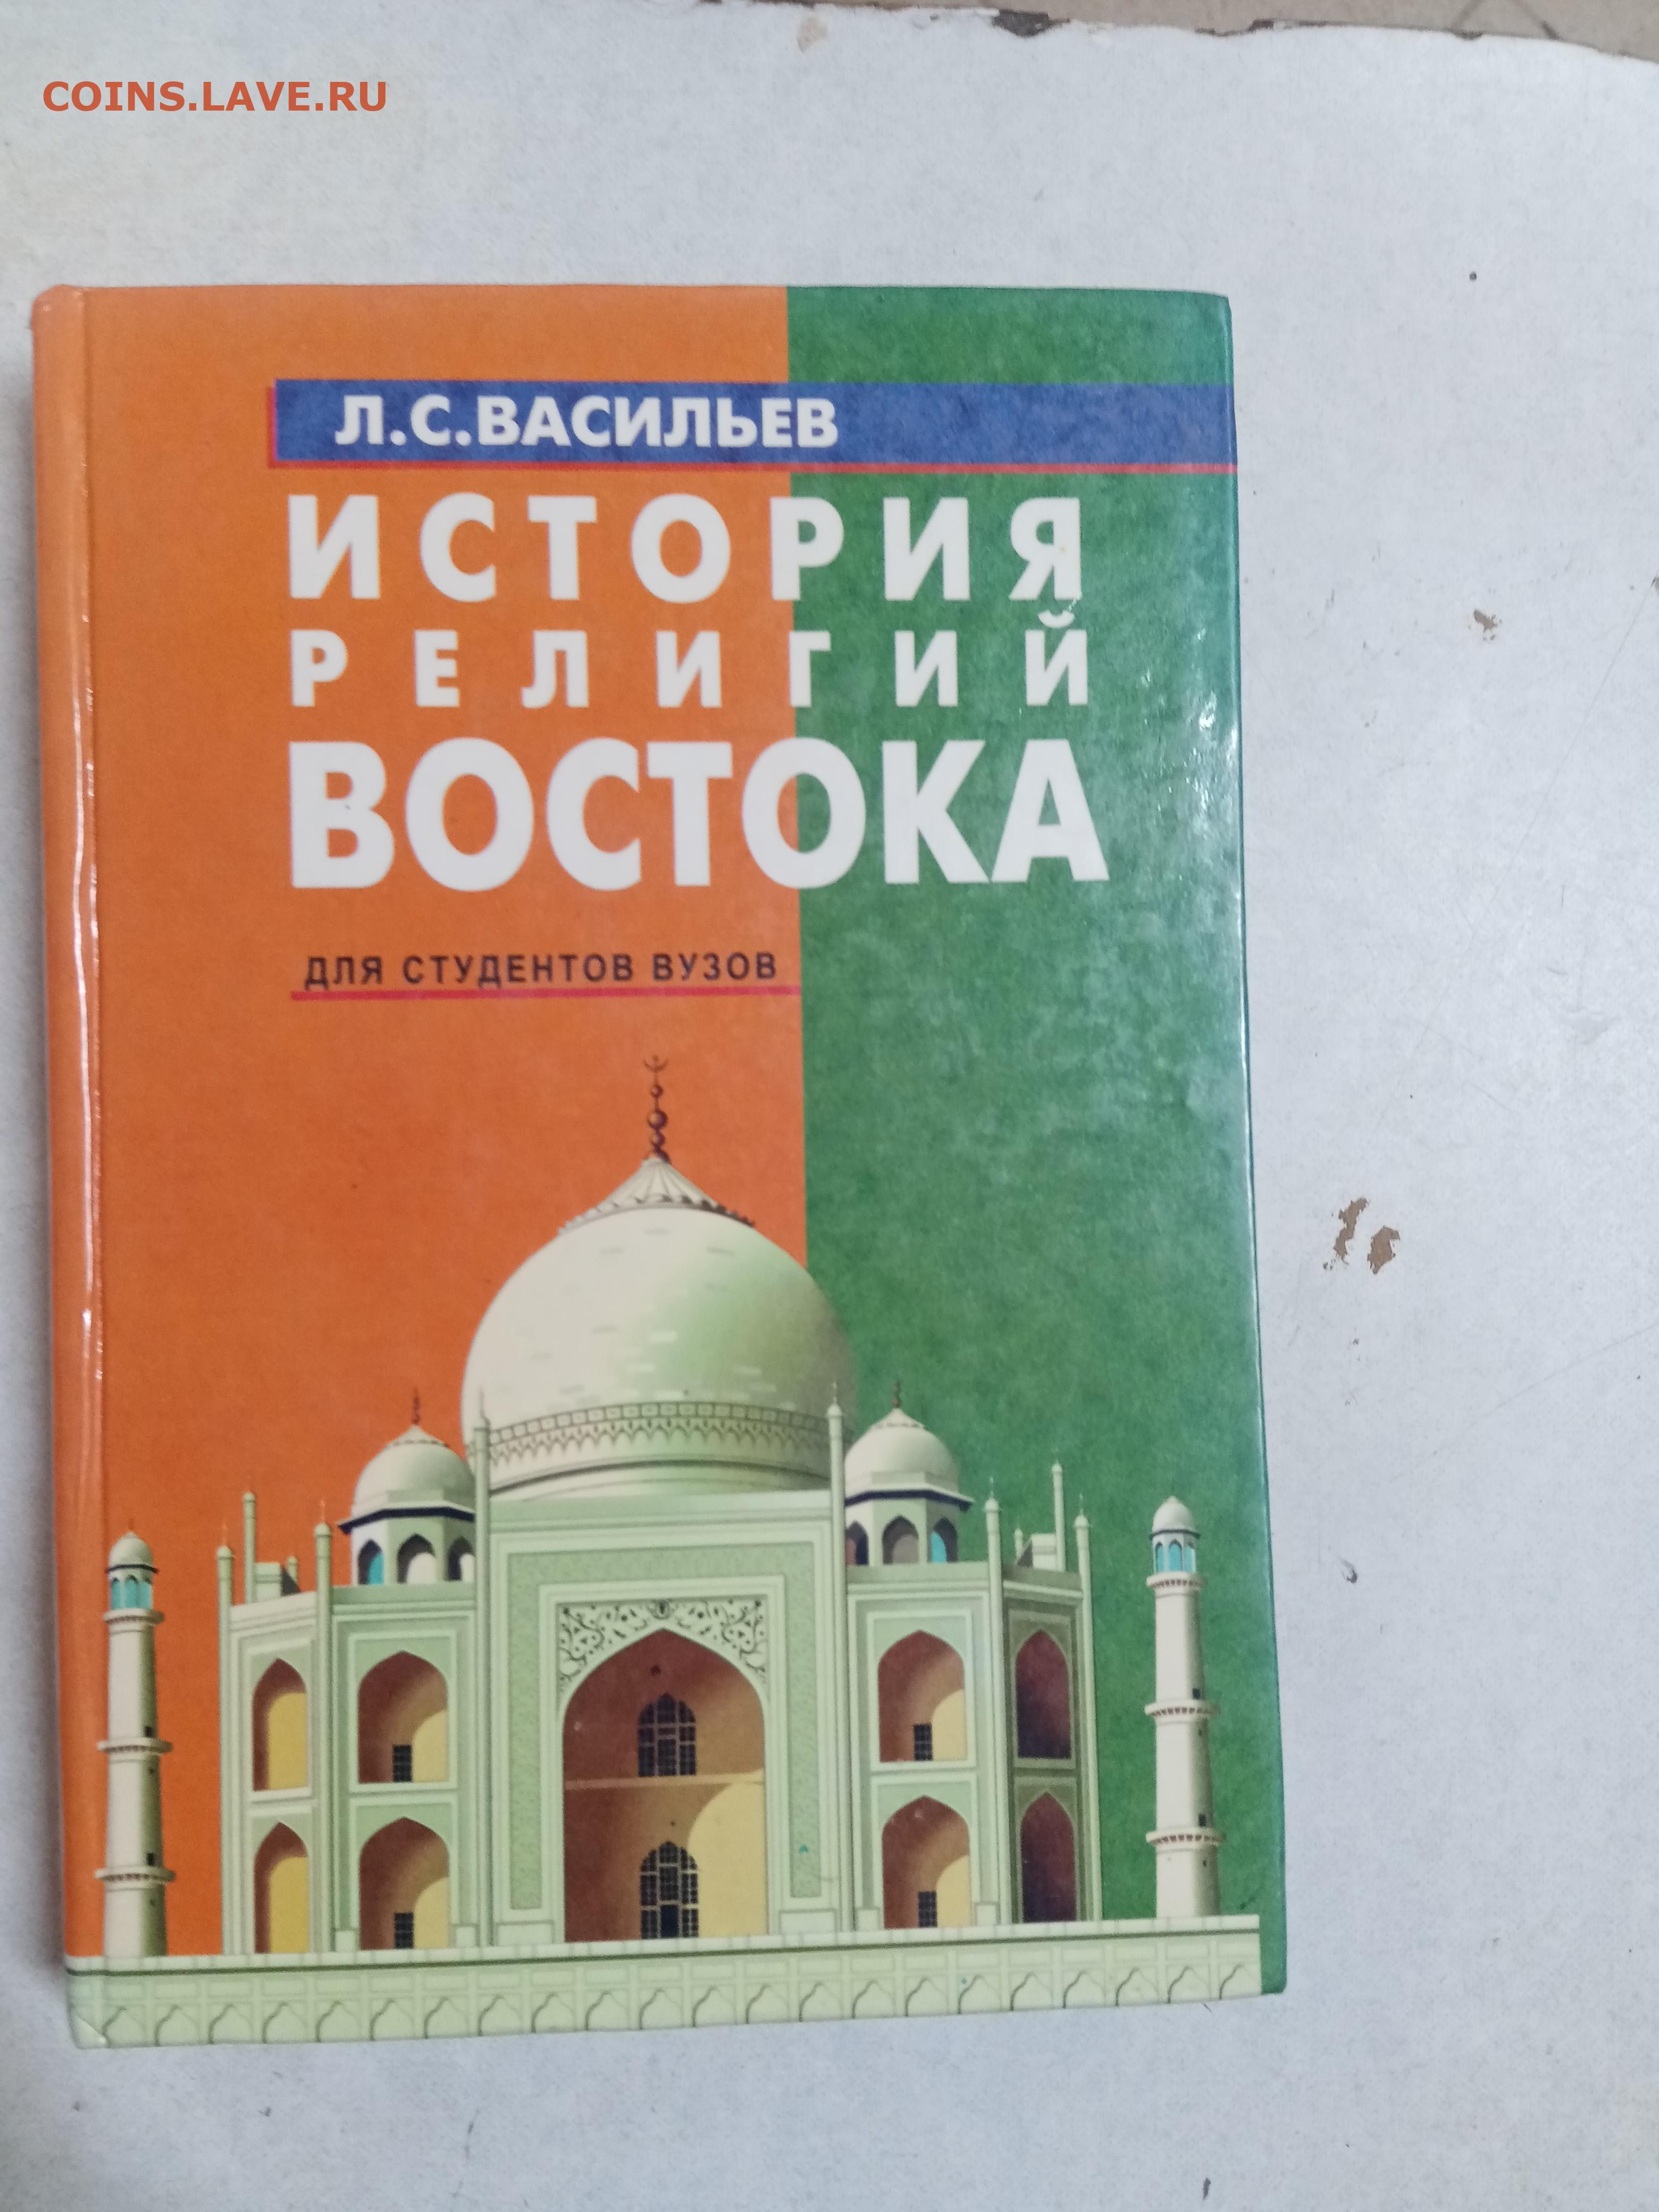 COINS.LAVE.RU
Л.С.ВАСИЛЬЕВ
ИСТОРИЯ
РЕЛИГИЙ
ВОСТОКА
ДЛЯ СТУДЕНТОВ ВУЗОВ